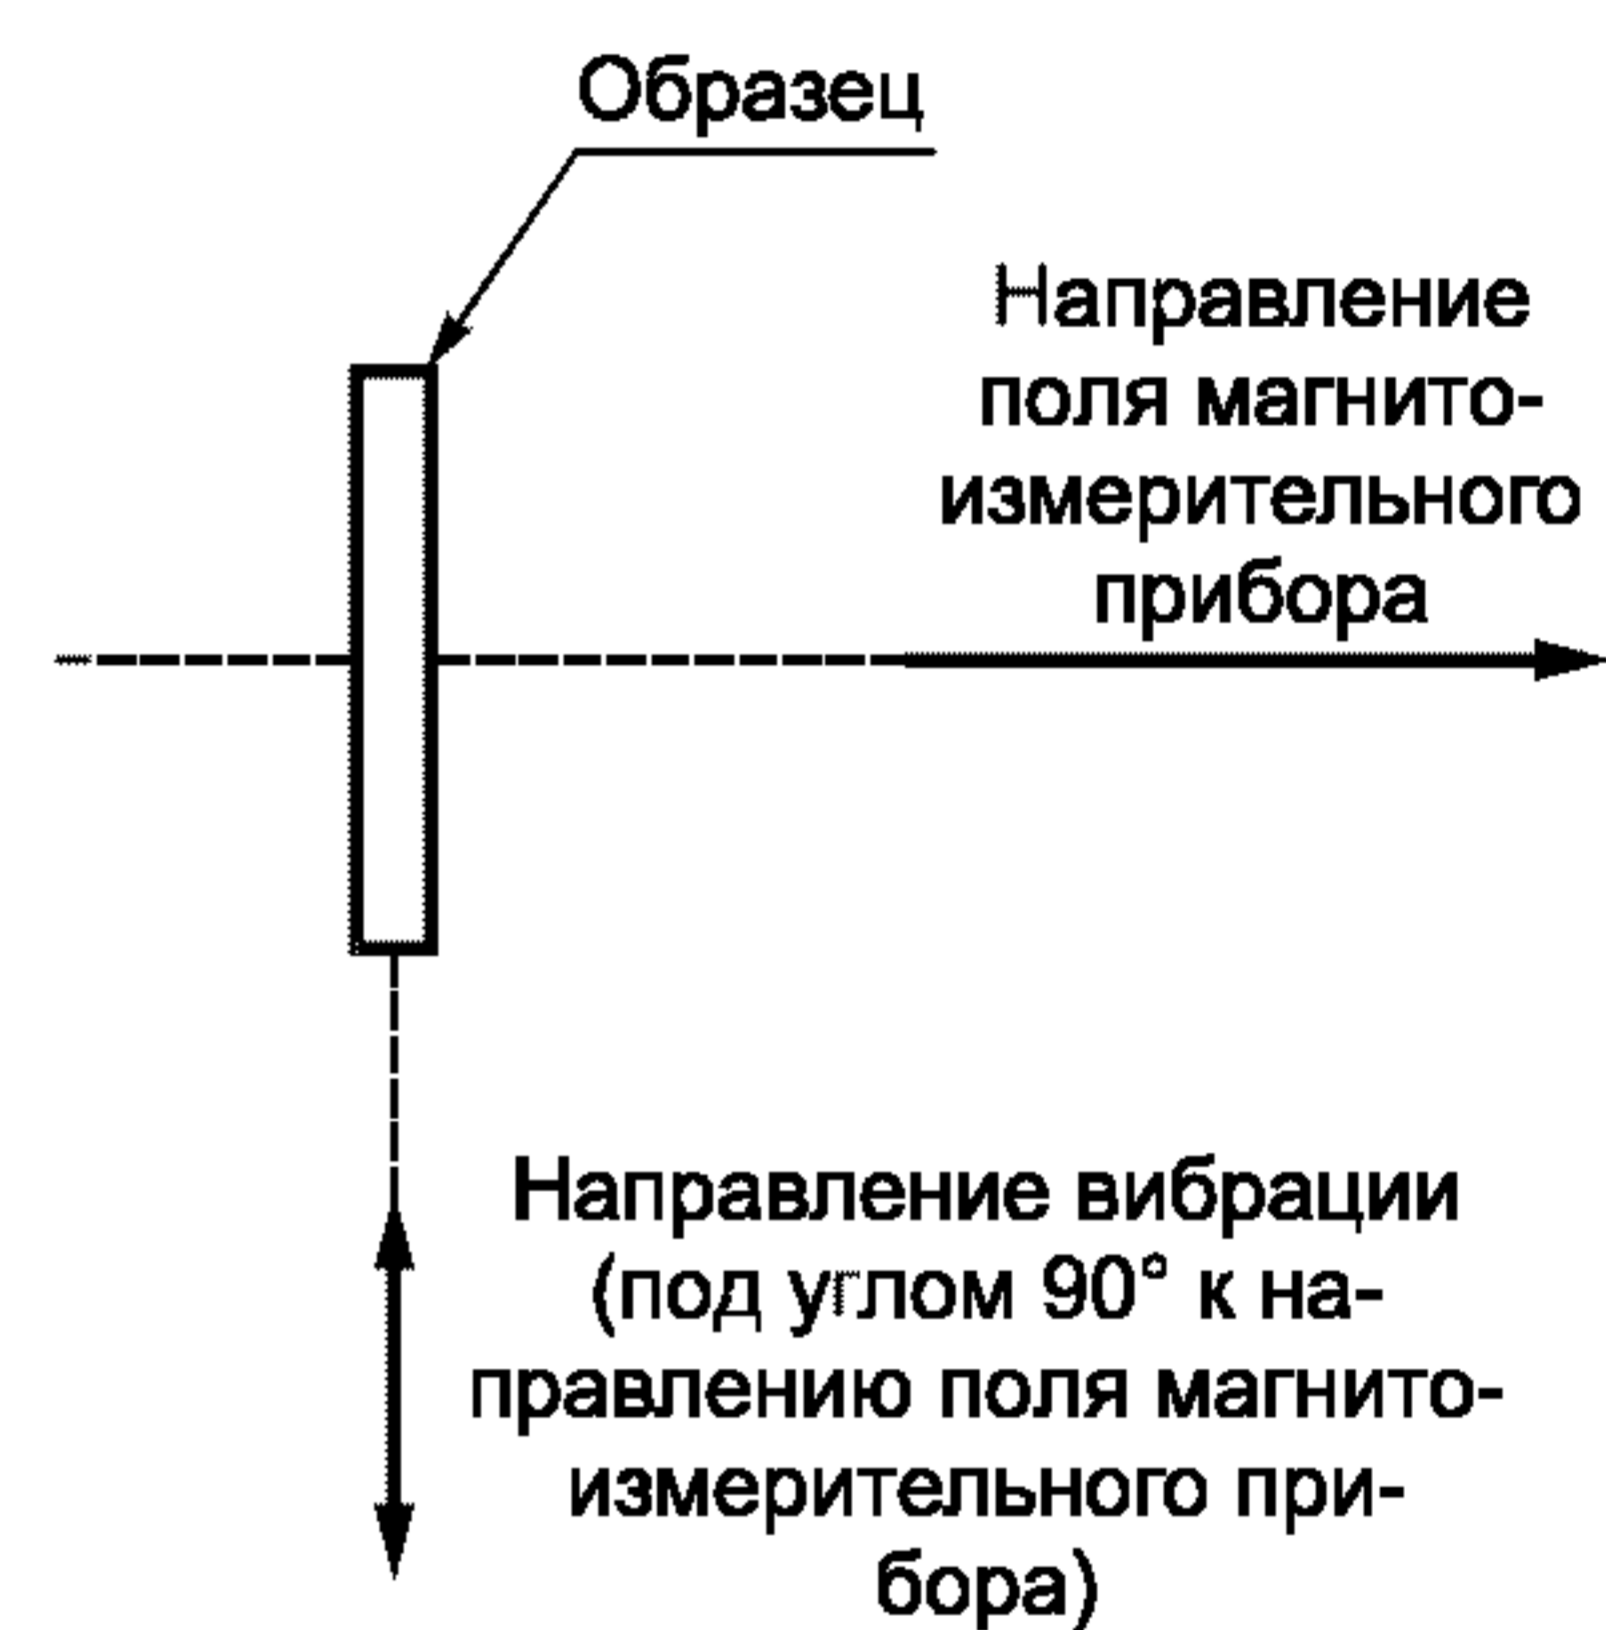 Образец
Направление
поля магнито-
измерительного
прибора
Направление вибрации
(под углом 90° к на-
правлению поля магнито-
измерительного при-
бора)